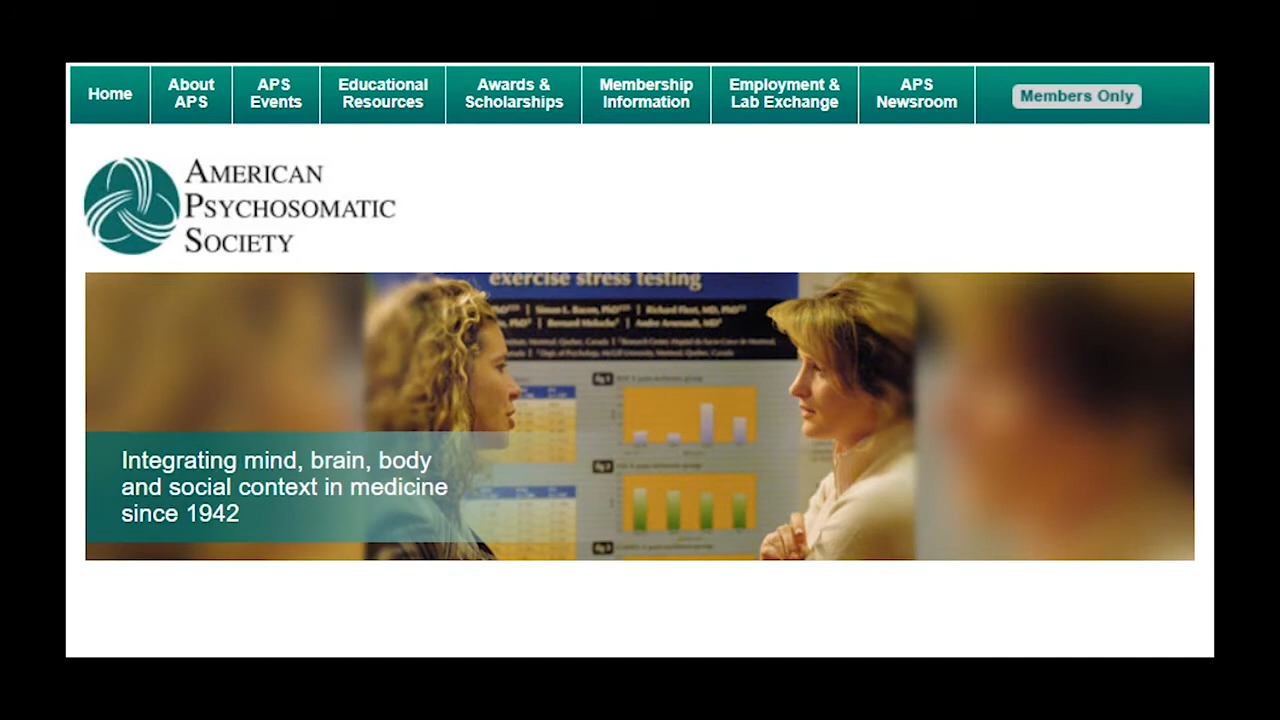 Home
About
APS
APS
Events
Educational
Resources
Awards &
Scholarships
Membership
Information
Employment &
Lab Exchange
APS
Newsroom
Members Only
AMERICAN
PSYCHOSOMATIC
SOCIETY
exercise stress testing
Integrating mind, brain, body
and social context in medicine
since 1942